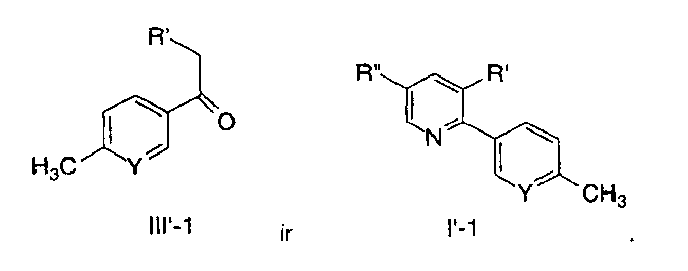 R'
O
H₃C
Y
III'-1
ir
R"
R'
N
Y
CH₃
I'-1
.